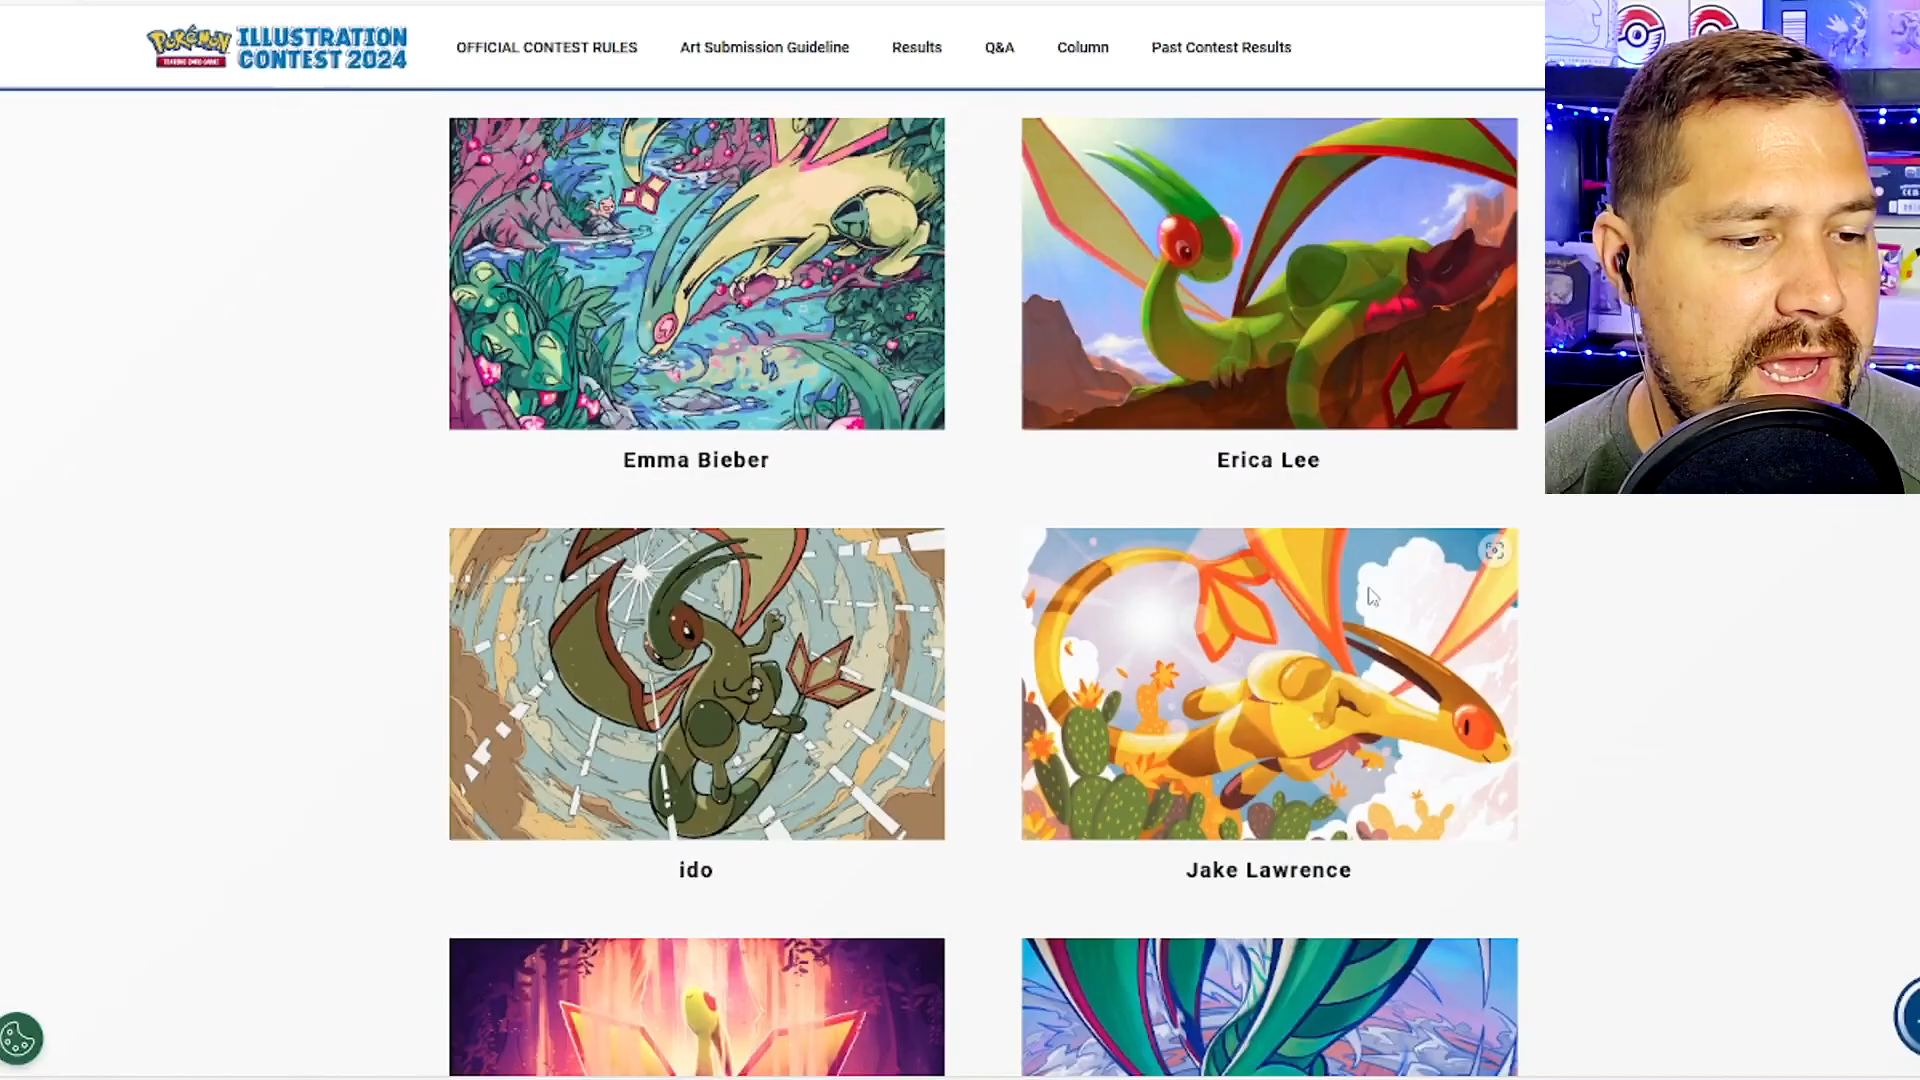 Pokémon
TRADING CARD GAME
ILLUSTRATION
CONTEST 2024
OFFICIAL CONTEST RULES
Art Submission Guideline
Results
Q&A
Column
Past Contest Results
Emma Bieber
Erica Lee
ido
Jake Lawrence